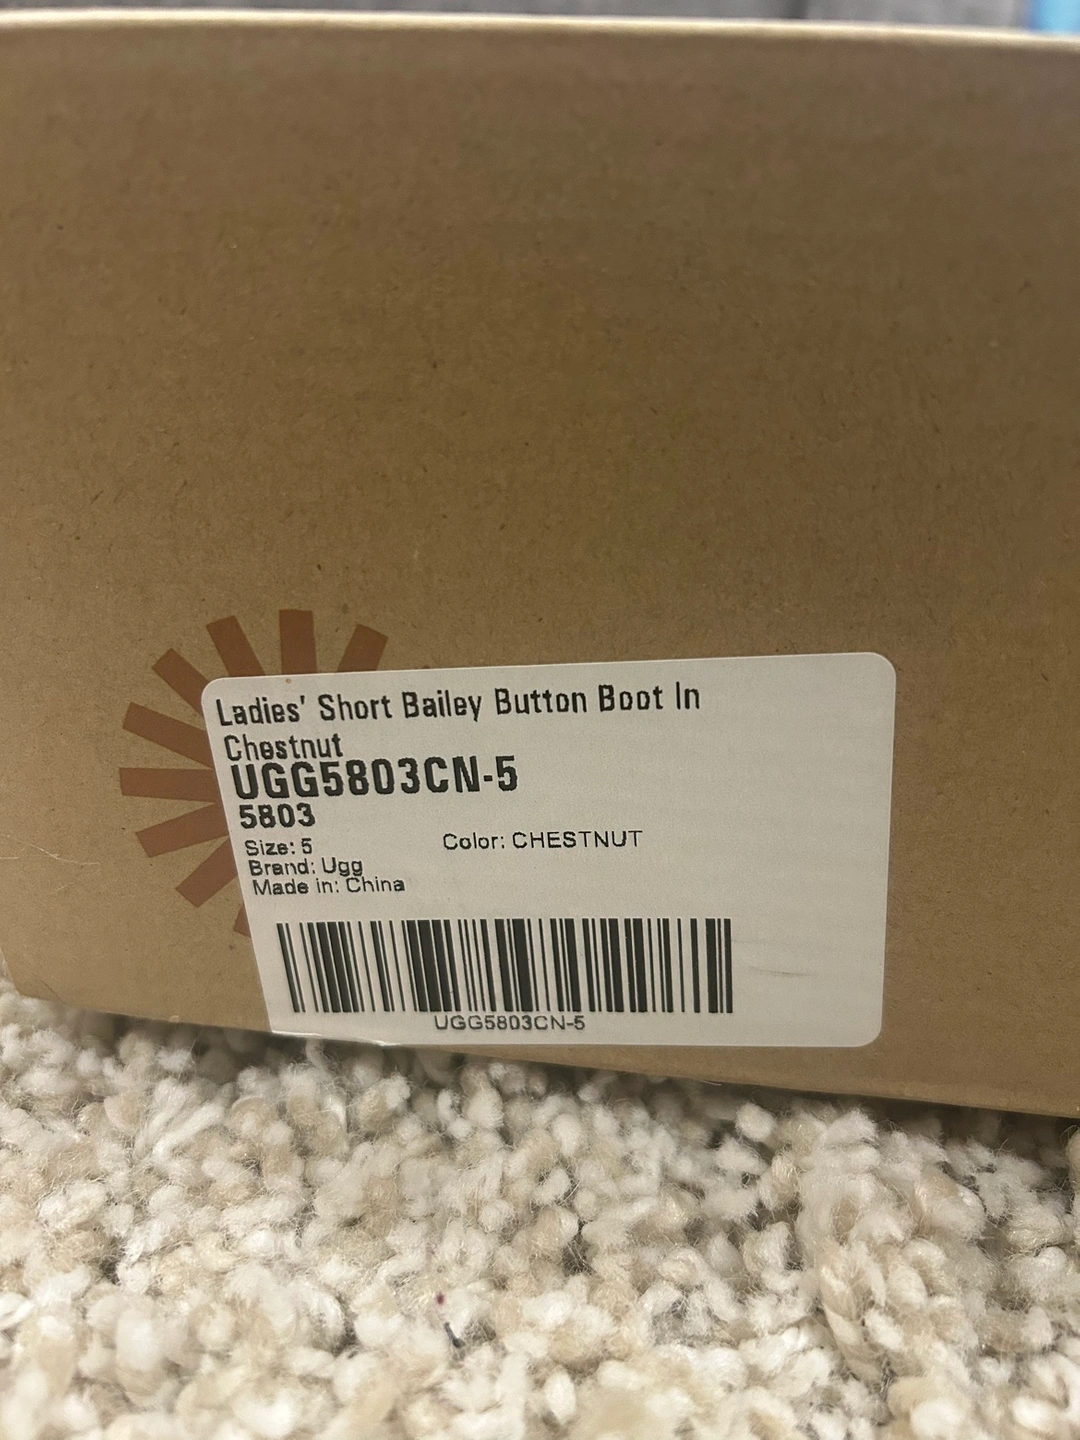 Ladies' Short Bailey Button Boot In
Chestnut
UGG5803CN-5
5803
Size: 5 Color: CHESTNUT
Brand: Ugg
Made in: China
UGG5803CN-5